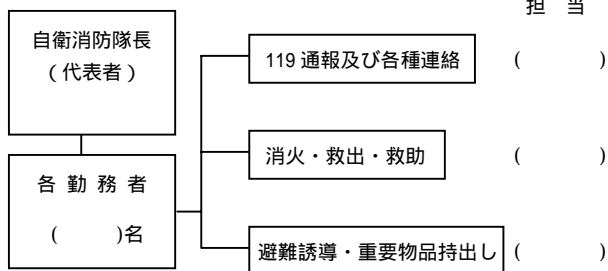 担 当
自衛消防隊長
(代表者)
119 通報及び各種連絡 ( )
消火・救出・救助 ( )
各 勤 務 者
( )名
避難誘導・重要物品持出し ( )